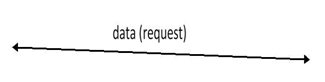 data (request)